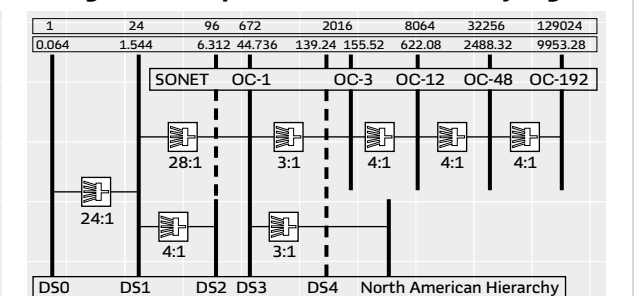 1 24 96 672 2016 8064 32256 129024
0.064 1.544 6.312 44.736 139.24 155.52 622.08 2488.32 9953.28
SONET OC-1 OC-3 OC-12 OC-48 OC-192
28:1 3:1 4:1 4:1 4:1
24:1
4:1 3:1
DS0 DS1 DS2 DS3 DS4 North American Hierarchy